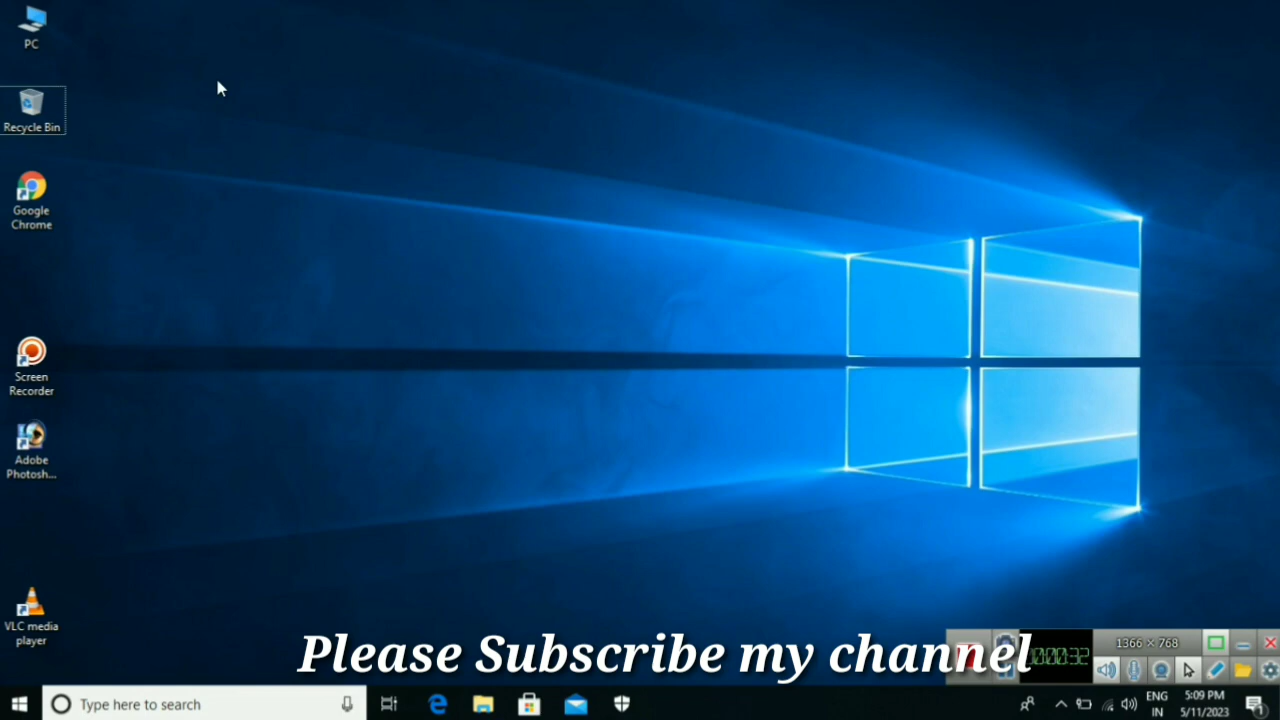 PC
Recycle Bin
Google
Chrome
Screen
Recorder
Adobe
Photosh...
VLC media
player
Please Subscribe my channel
1366 × 768
Type here to search
ENG
IN
5:09 PM
5/11/2023
1